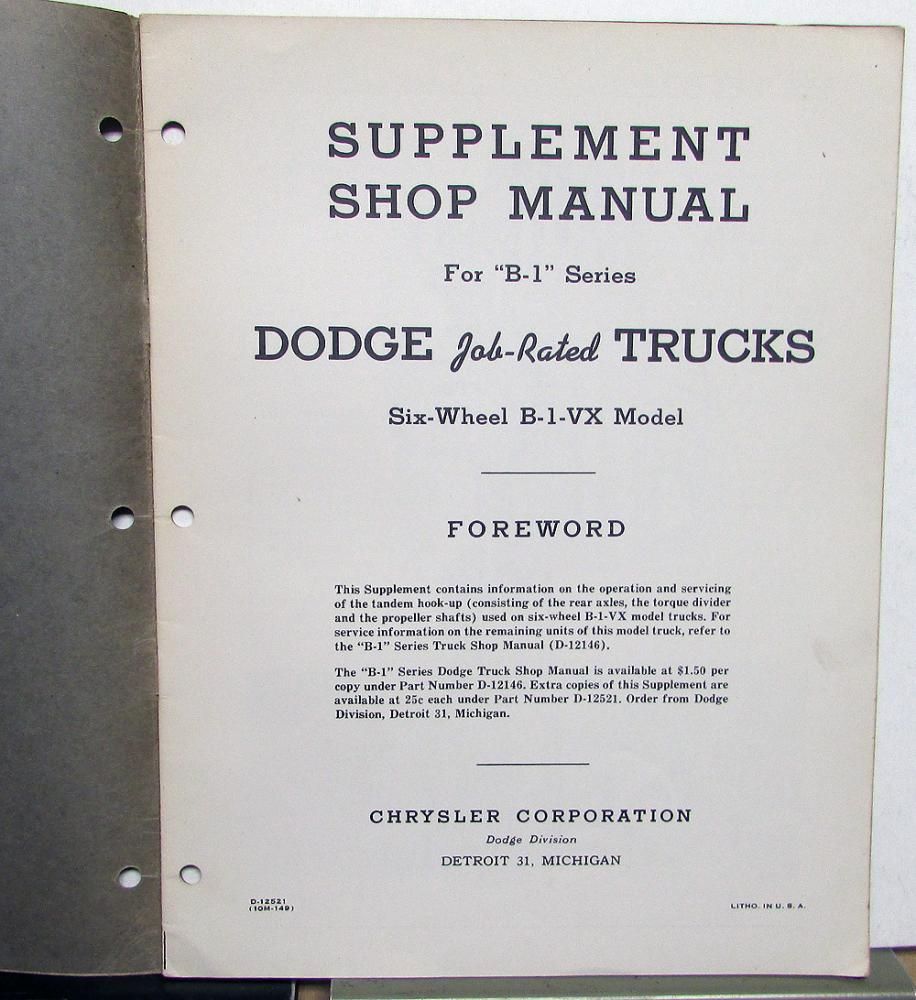 SUPPLEMENT
SHOP MANUAL
For "B-1" Series
DODGE Job-Rated TRUCKS
Six-Wheel B-1-VX Model
FOREWORD
This Supplement contains information on the operation and servicing
of the tandem hook-up (consisting of the rear axles, the torque divider
and the propeller shafts) used on six-wheel B-1-VX model trucks. For
service information on the remaining units of this model truck, refer to
the "B-1" Series Truck Shop Manual (D-12146).
The "B-1" Series Dodge Truck Shop Manual is available at $1.50 per
copy under Part Number D-12146. Extra copies of this Supplement are
available at 25c each under Part Number D-12521. Order from Dodge
Division, Detroit 31, Michigan.
CHRYSLER CORPORATION
Dodge Division
DETROIT 31, MICHIGAN
D-12521
(10M-149)
LITHO. IN U. S. A.